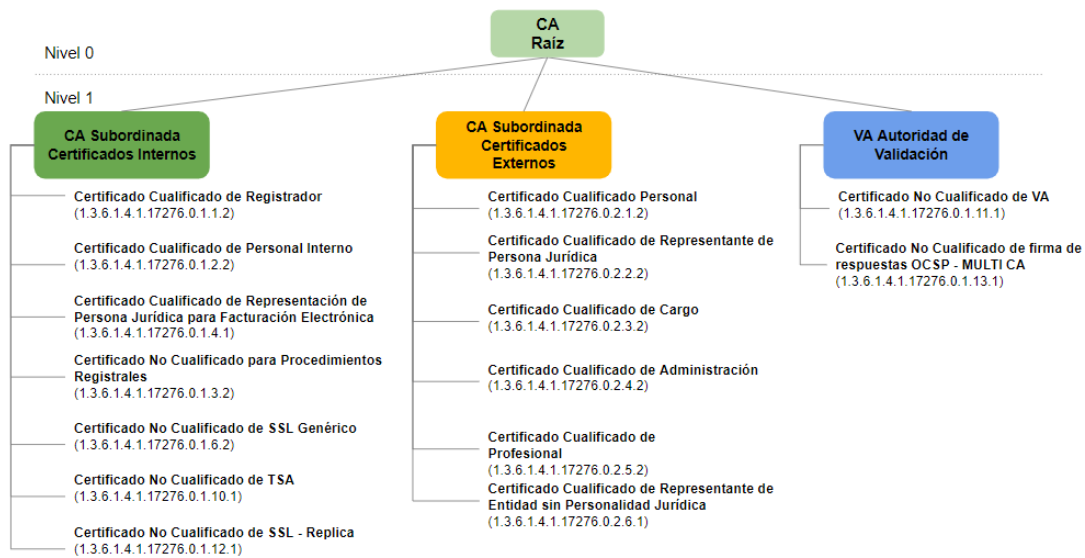 CA
Raíz
Nivel 0
Nivel 1
CA Subordinada
Certificados Internos
Certificado Cualificado de Registrador
(1.3.6.1.4.1.17276.0.1.1.2)
Certificado Cualificado de Personal Interno
(1.3.6.1.4.1.17276.0.1.2.2)
Certificado Cualificado de Representación de
Persona Jurídica para Facturación Electrónica
(1.3.6.1.4.1.17276.0.1.4.1)
Certificado No Cualificado para Procedimientos
Registrales
(1.3.6.1.4.1.17276.0.1.3.2)
Certificado No Cualificado de SSL Genérico
(1.3.6.1.4.1.17276.0.1.6.2)
Certificado No Cualificado de TSA
(1.3.6.1.4.1.17276.0.1.10.1)
Certificado No Cualificado de SSL - Replica
(1.3.6.1.4.1.17276.0.1.12.1)
CA Subordinada
Certificados
Externos
Certificado Cualificado Personal
(1.3.6.1.4.1.17276.0.2.1.2)
Certificado Cualificado de Representante de
Persona Jurídica
(1.3.6.1.4.1.17276.0.2.2.2)
Certificado Cualificado de Cargo
(1.3.6.1.4.1.17276.0.2.3.2)
Certificado Cualificado de Administración
(1.3.6.1.4.1.17276.0.2.4.2)
Certificado Cualificado de
Profesional
(1.3.6.1.4.1.17276.0.2.5.2)
Certificado Cualificado de Representante de
Entidad sin Personalidad Jurídica
(1.3.6.1.4.1.17276.0.2.6.1)
VA Autoridad de
Validación
Certificado No Cualificado de VA
(1.3.6.1.4.1.17276.0.1.11.1)
Certificado No Cualificado de firma de
respuestas OCSP - MULTI CA
(1.3.6.1.4.1.17276.0.1.13.1)